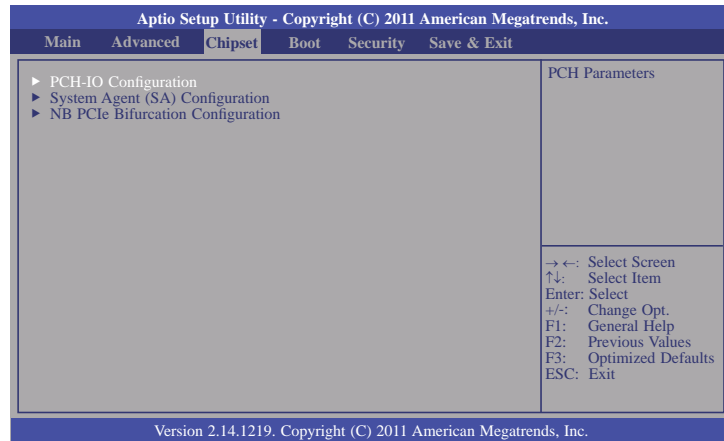 Aptio Setup Utility - Copyright (C) 2011 American Megatrends, Inc.
Main Advanced Chipset Boot Security Save & Exit
► PCH-IO Configuration
► System Agent (SA) Configuration
► NB PCIe Bifurcation Configuration
PCH Parameters
→←: Select Screen
↑↓: Select Item
Enter: Select
+/-: Change Opt.
F1: General Help
F2: Previous Values
F3: Optimized Defaults
ESC: Exit
Version 2.14.1219. Copyright (C) 2011 American Megatrends, Inc.